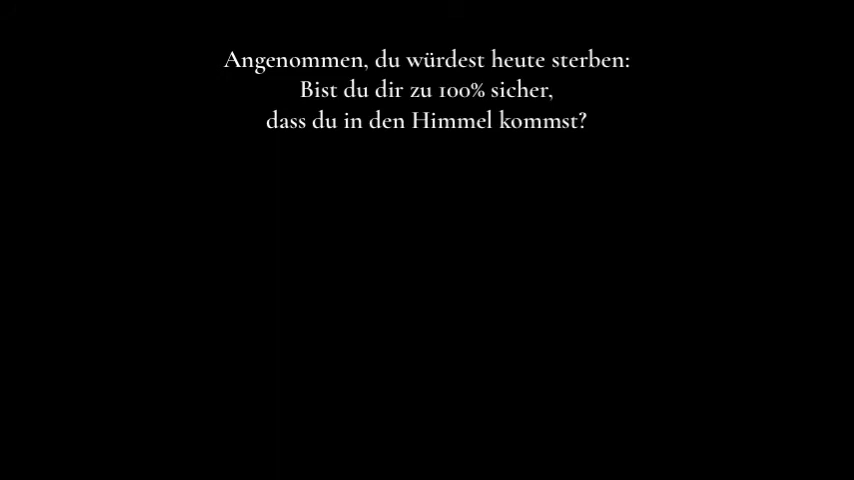 Angenommen, du würdest heute sterben:
Bist du dir zu 100% sicher,
dass du in den Himmel kommst?